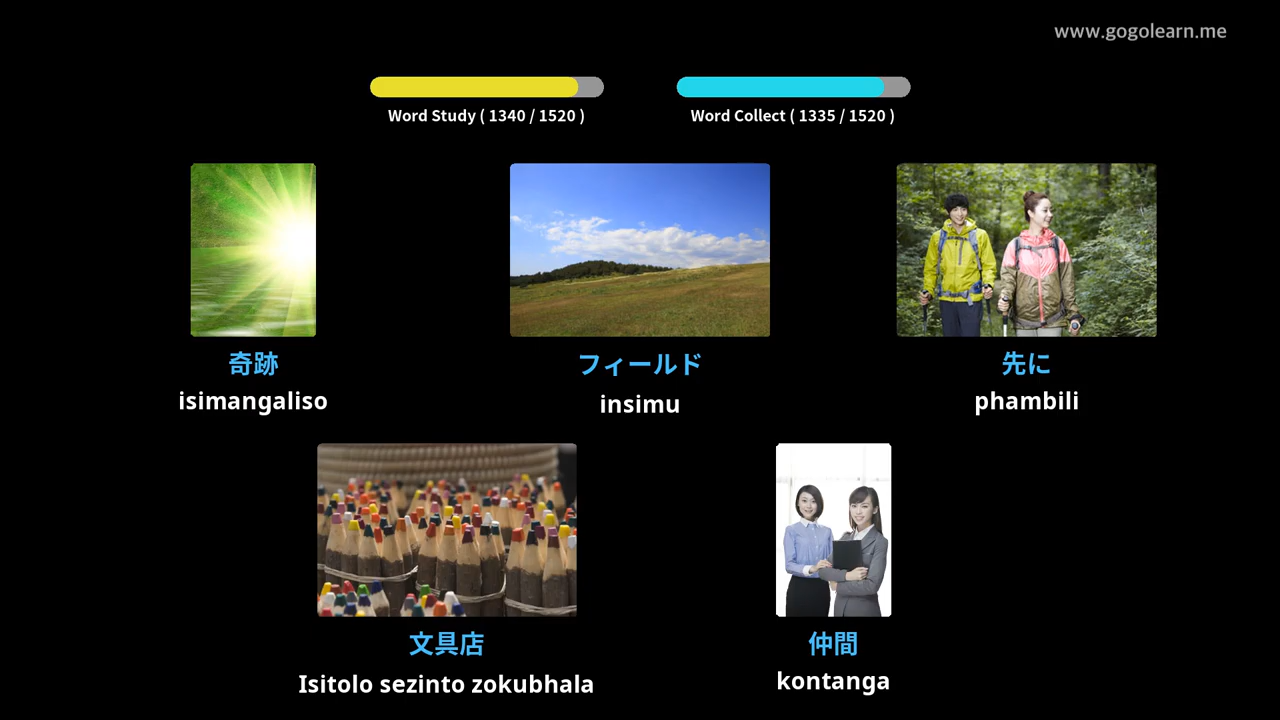 www.gogolearn.me
Word Study ( 1340 / 1520 )
Word Collect ( 1335 / 1520 )
奇跡
isimangaliso
フィールド
insimu
先に
phambili
文具店
Isitolo sezinto zokubhala
仲間
kontanga